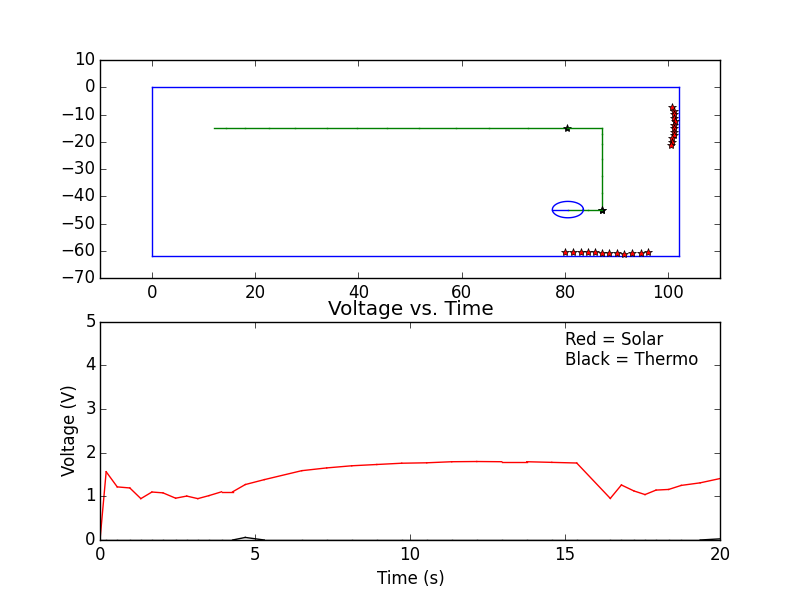 10
0
−10
−20
−30
−40
−50
−60
−70
0 20 40 60 80 100
Voltage vs. Time
5
4
3
2
1
0
Voltage (V)
Red = Solar
Black = Thermo
0 5 10 15 20
Time (s)